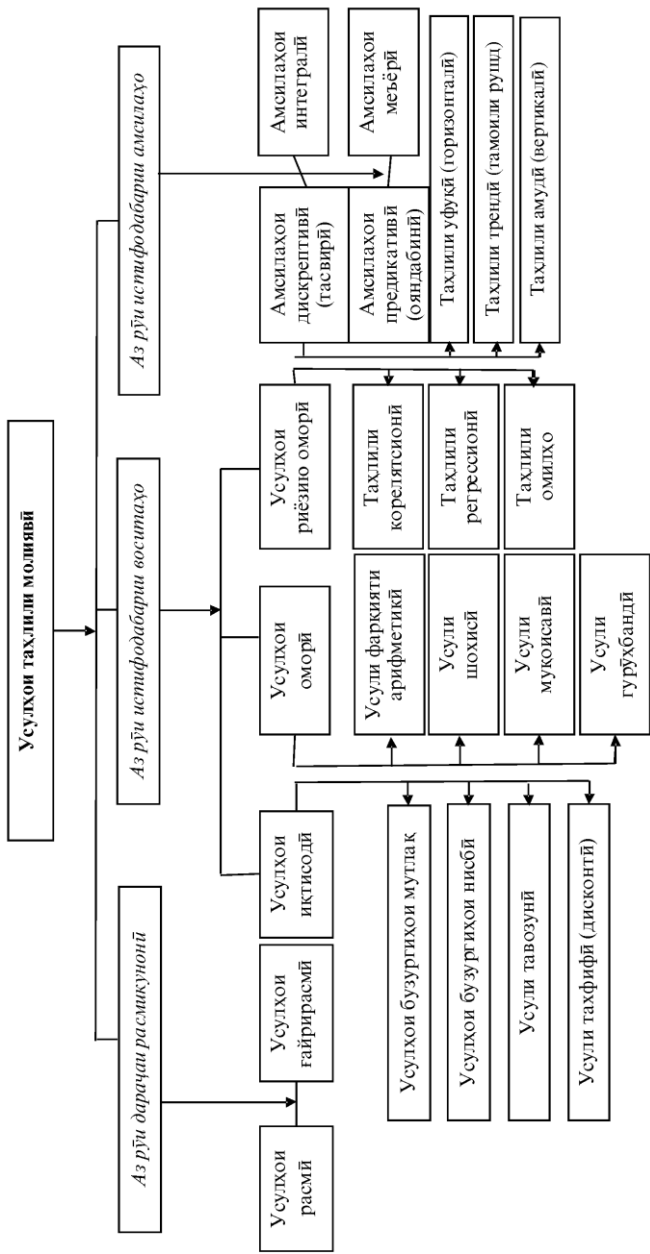 Усулҳои таҳлили молиявӣ
Аз рӯи дараҷаи расмикунонӣ
Аз рӯи истифодабарии воситаҳо
Аз рӯи истифодабарии амсилаҳо
Усулҳои
расмӣ
Усулҳои
ғайрирасмӣ
Усулҳои
иқтисодӣ
Усулҳои
оморӣ
Усулҳои
риёзию оморӣ
Амсилаҳои
дискрептивӣ
(тасвирӣ)
Амсилаҳои
интегралӣ
Амсилаҳои
предикативӣ
(ояндабинӣ)
Амсилаҳои
меъёрӣ
Усулҳои бузургиҳои мутлақ
Усулҳои бузургиҳои нисбӣ
Усули тавозунӣ
Усули тахфифӣ (дисконтӣ)
Усули фарқияти
арифметикӣ
Усули
шохисӣ
Усули
муқоисавӣ
Усули
гурӯҳбандӣ
Таҳлили
корелятсионӣ
Таҳлили
регрессионӣ
Таҳлили
омилҳо
Таҳлили уфуқӣ (горизонталӣ)
Таҳлили трендӣ (тамоили рушд)
Таҳлили амудӣ (вертикалӣ)